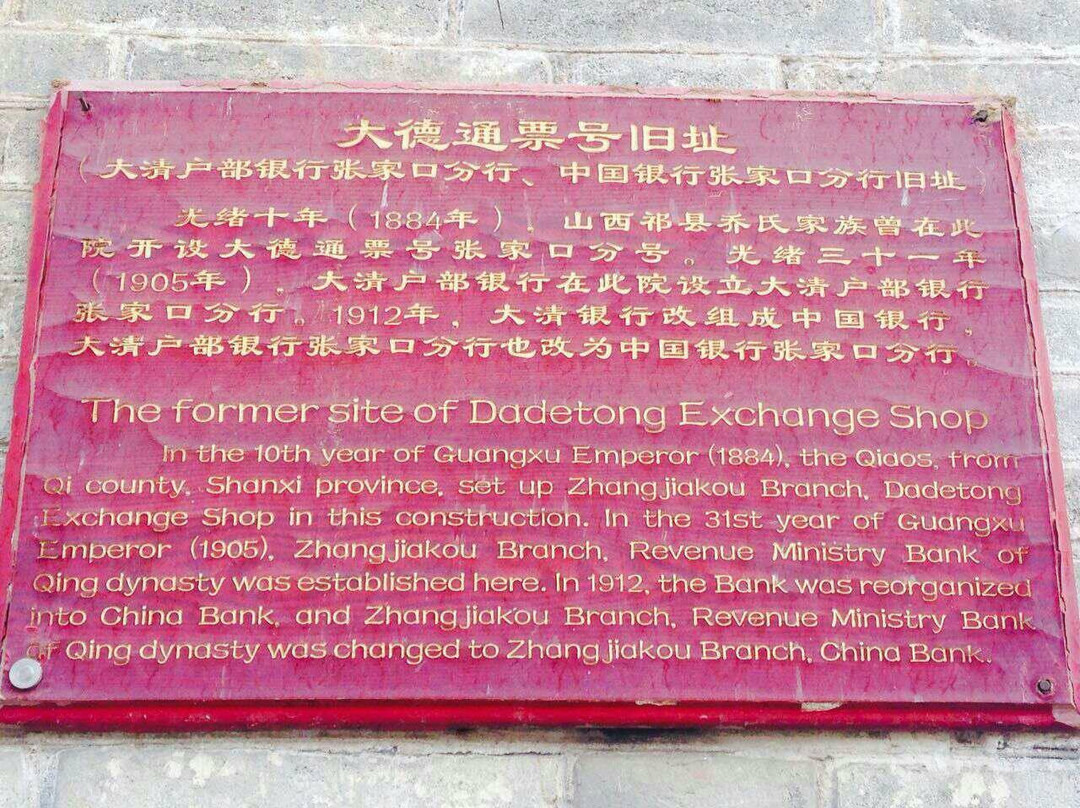 大德通票号旧址
（大清户部银行张家口分行、中国银行张家口分行旧址）
光绪十年（1884年），山西祁县乔氏家族曾在此
院开设大德通票号张家口分号。光绪三十一年
（1905年），大清户部银行在此院设立大清户部银行
张家口分行。1912年，大清银行改组成中国银行，
大清户部银行张家口分行也改为中国银行张家口分行。
The former site of Dadetong Exchange Shop
In the 10th year of Guangxu Emperor (1884), the Qiaos, from
Qi county, Shanxi province, set up Zhangjiakou Branch, Dadetong
Exchange Shop in this construction. In the 31st year of Guangxu
Emperor (1905), Zhangjiakou Branch, Revenue Ministry Bank of
Qing dynasty was established here. In 1912, the Bank was reorganized
into China Bank, and Zhangjiakou Branch, Revenue Ministry Bank
of Qing dynasty was changed to Zhangjiakou Branch, China Bank.